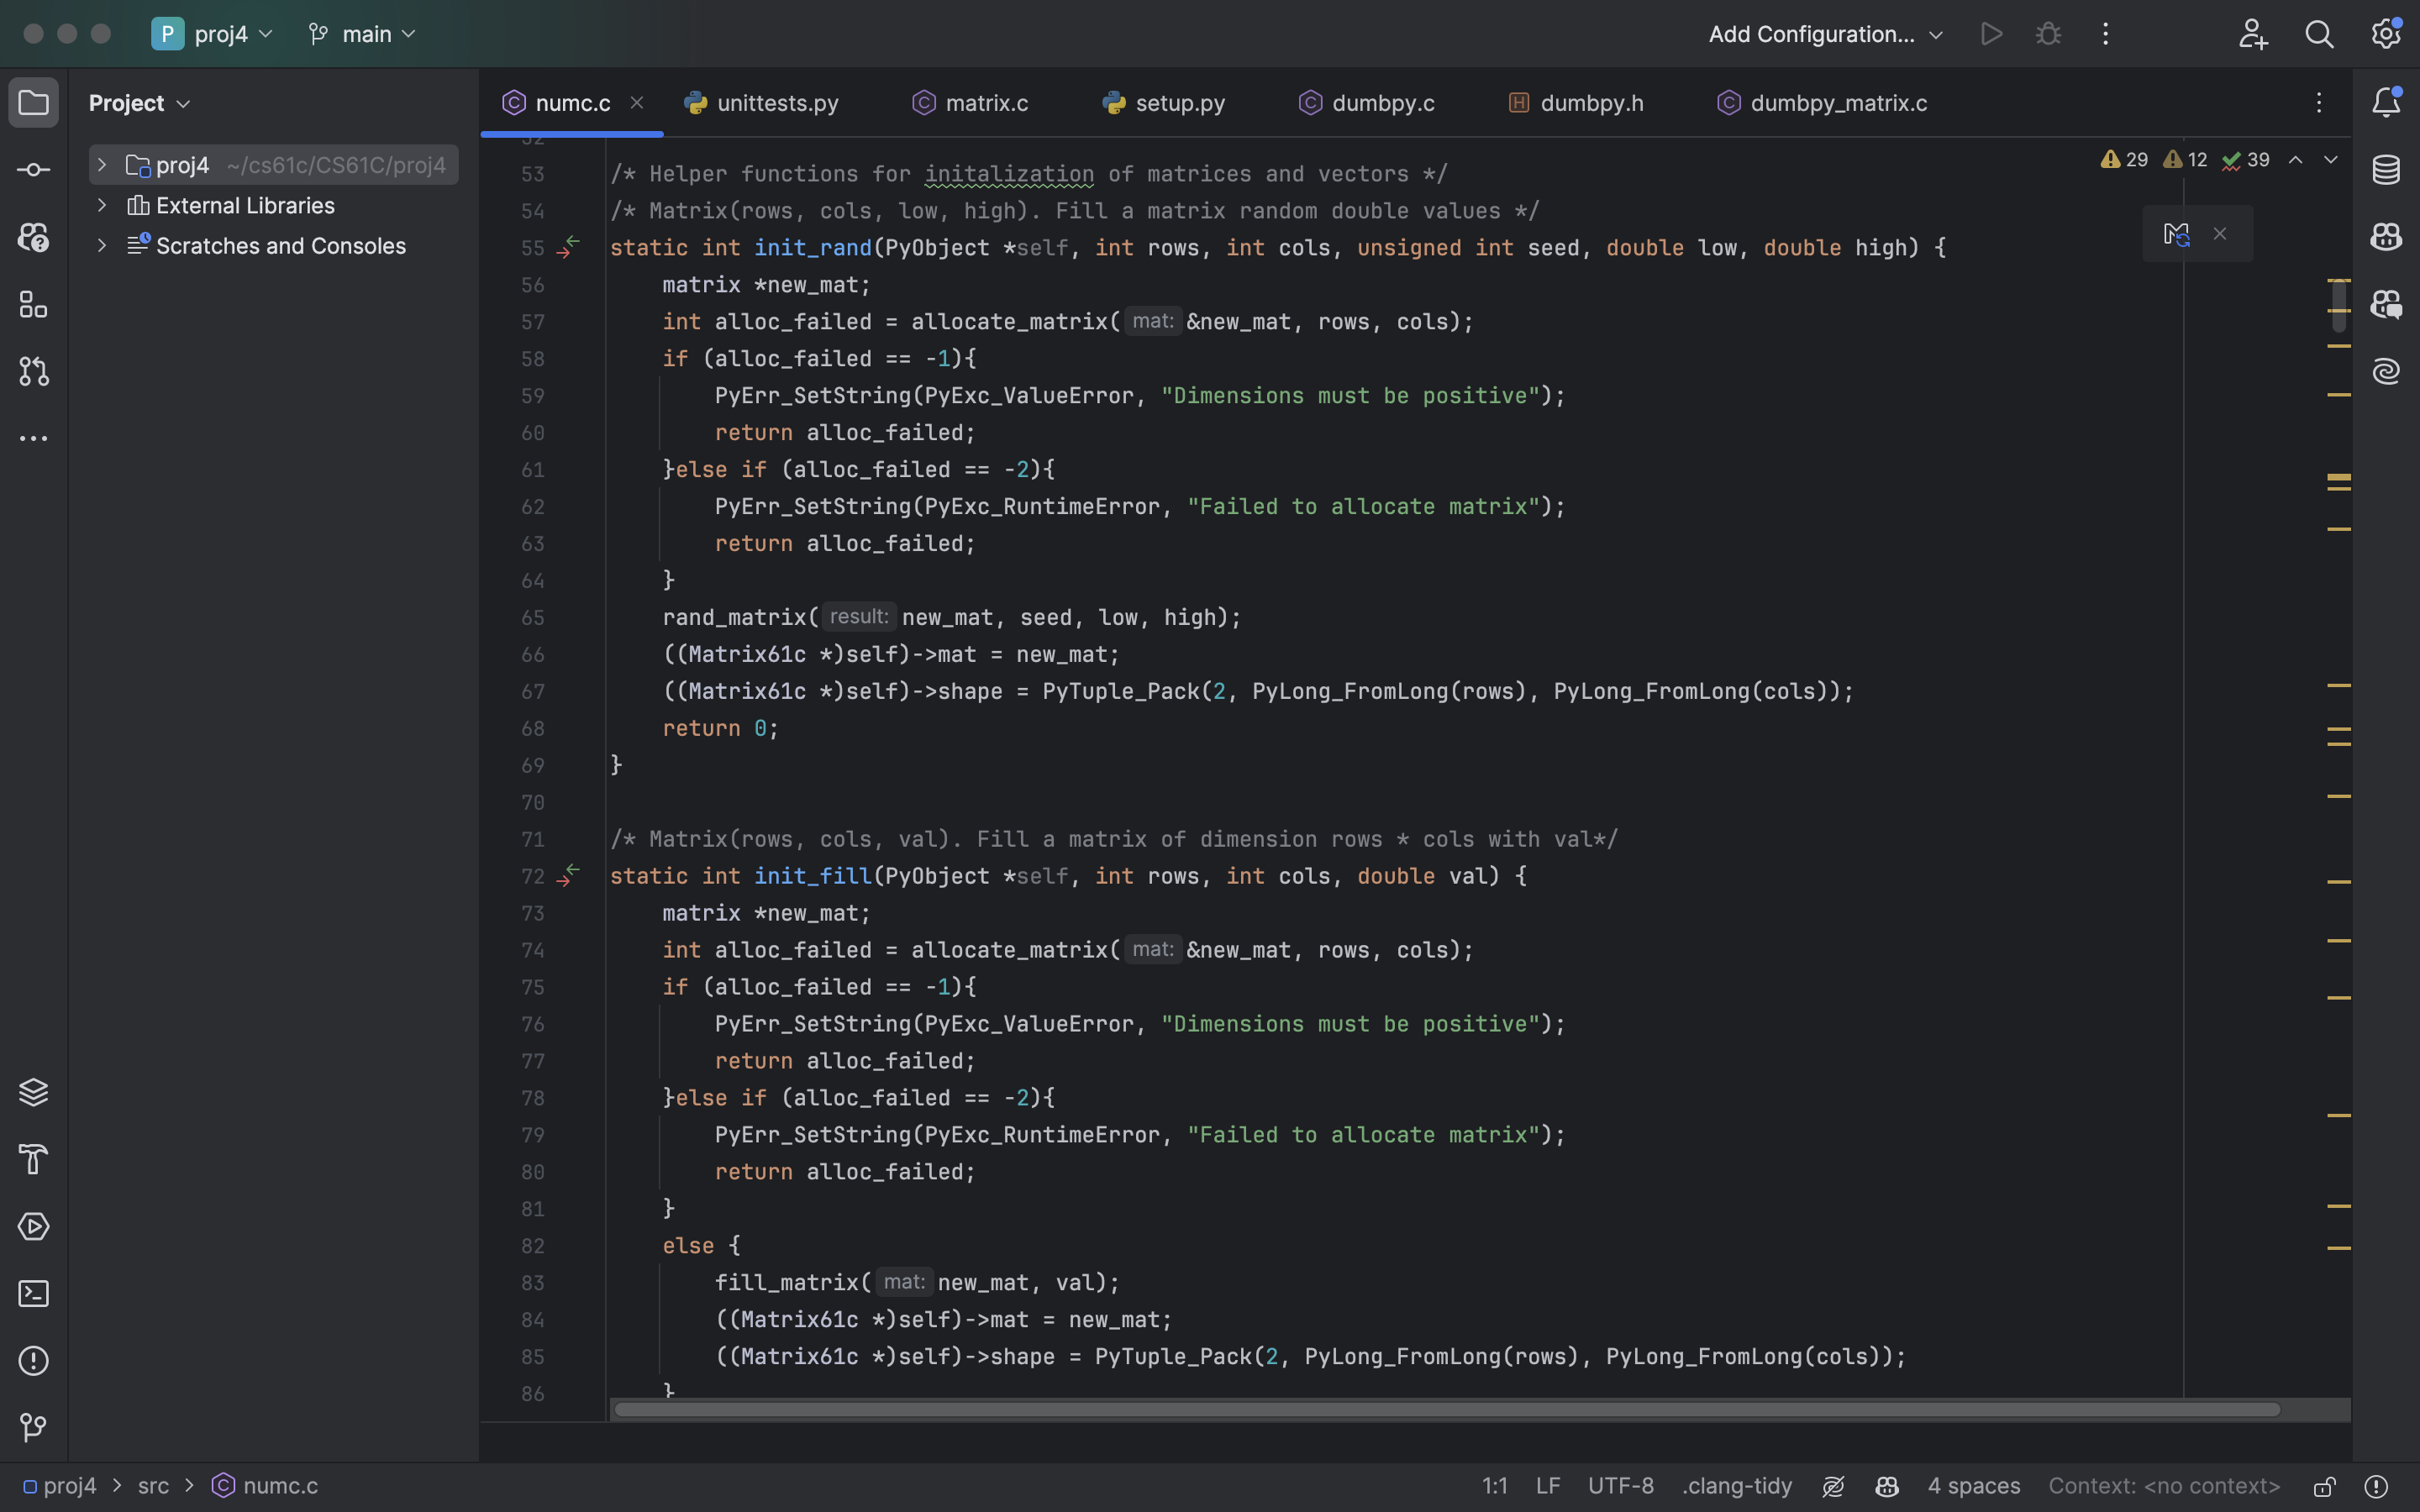 P proj4 main Add Configuration...
Project
proj4 ~/cs61c/CS61C/proj4
External Libraries
Scratches and Consoles
numc.c unittests.py matrix.c setup.py dumbpy.c dumbpy.h dumbpy_matrix.c
29 12 39
52
53 /* Helper functions for initalization of matrices and vectors */
54 /* Matrix(rows, cols, low, high). Fill a matrix random double values */
55 static int init_rand(PyObject *self, int rows, int cols, unsigned int seed, double low, double high) {
56 matrix *new_mat;
57 int alloc_failed = allocate_matrix( mat: &new_mat, rows, cols);
58 if (alloc_failed == -1){
59 PyErr_SetString(PyExc_ValueError, "Dimensions must be positive");
60 return alloc_failed;
61 }else if (alloc_failed == -2){
62 PyErr_SetString(PyExc_RuntimeError, "Failed to allocate matrix");
63 return alloc_failed;
64 }
65 rand_matrix( result: new_mat, seed, low, high);
66 ((Matrix61c *)self)->mat = new_mat;
67 ((Matrix61c *)self)->shape = PyTuple_Pack(2, PyLong_FromLong(rows), PyLong_FromLong(cols));
68 return 0;
69 }
70
71 /* Matrix(rows, cols, val). Fill a matrix of dimension rows * cols with val*/
72 static int init_fill(PyObject *self, int rows, int cols, double val) {
73 matrix *new_mat;
74 int alloc_failed = allocate_matrix( mat: &new_mat, rows, cols);
75 if (alloc_failed == -1){
76 PyErr_SetString(PyExc_ValueError, "Dimensions must be positive");
77 return alloc_failed;
78 }else if (alloc_failed == -2){
79 PyErr_SetString(PyExc_RuntimeError, "Failed to allocate matrix");
80 return alloc_failed;
81 }
82 else {
83 fill_matrix( mat: new_mat, val);
84 ((Matrix61c *)self)->mat = new_mat;
85 ((Matrix61c *)self)->shape = PyTuple_Pack(2, PyLong_FromLong(rows), PyLong_FromLong(cols));
86 }
proj4 > src > numc.c 1:1 LF UTF-8 .clang-tidy 4 spaces Context: <no context>